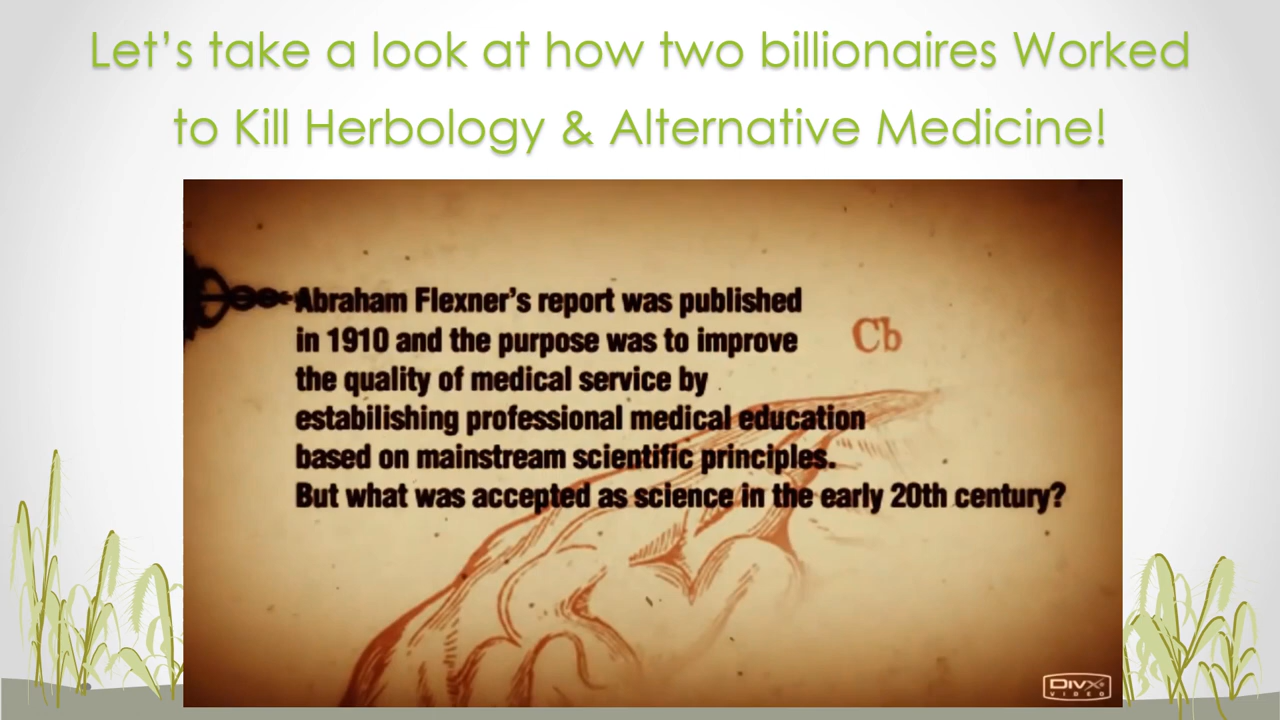 Let’s take a look at how two billionaires Worked
to Kill Herbology & Alternative Medicine!
Abraham Flexner’s report was published
in 1910 and the purpose was to improve
Cb
the quality of medical service by
estabilishing professional medical education
based on mainstream scientific principles.
But what was accepted as science in the early 20th century?
DivX
VIDEO